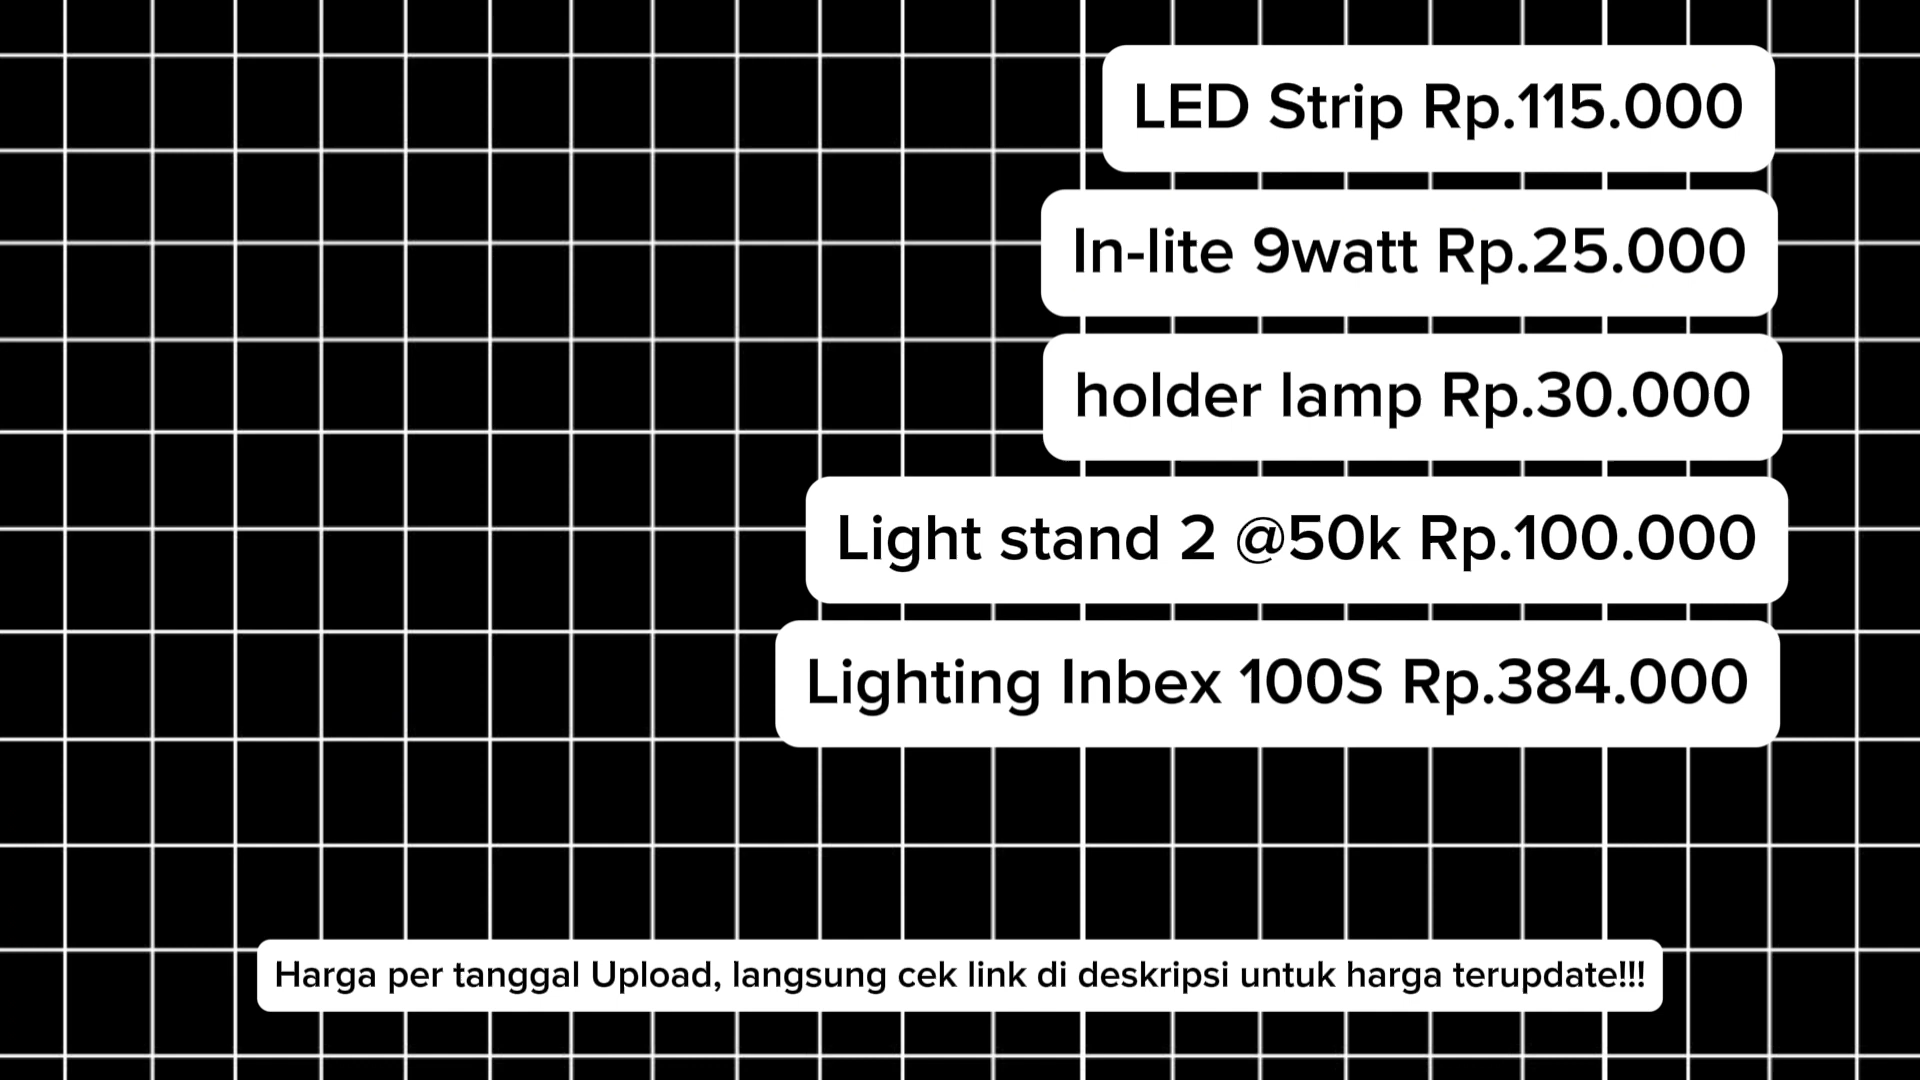 LED Strip Rp.115.000
In-lite 9watt Rp.25.000
holder lamp Rp.30.000
Light stand 2 @50k Rp.100.000
Lighting Inbex 100S Rp.384.000
Harga per tanggal Upload, langsung cek link di deskripsi untuk harga terupdate!!!